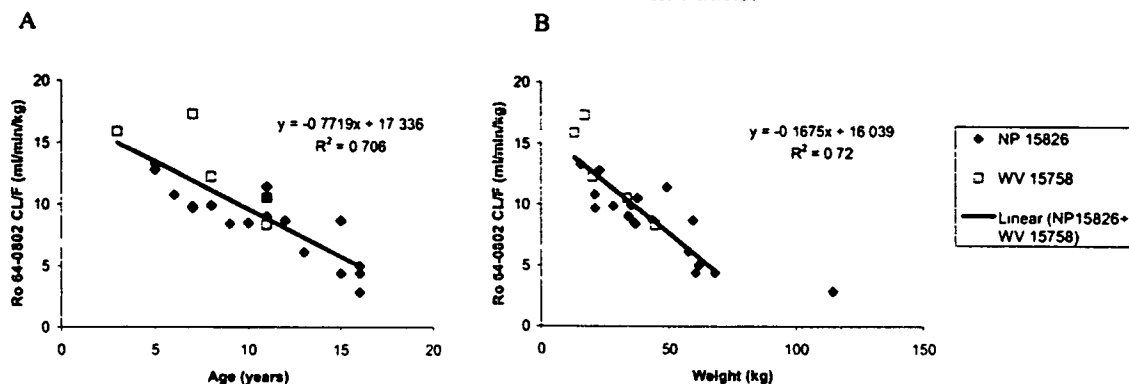 A
B
20
15
10
5
0
Ro 64-0802 CL/F (ml/min/kg)
y = -0 7719x + 17 336
R² = 0 706
0
5
10
15
20
Age (years)
20
15
10
5
0
Ro 64-0802 CL/F (ml/min/kg)
y = -0 1675x + 16 039
R² = 0 72
0
50
100
150
Weight (kg)
NP 15826
WV 15758
Linear (NP15826+
WV 15758)